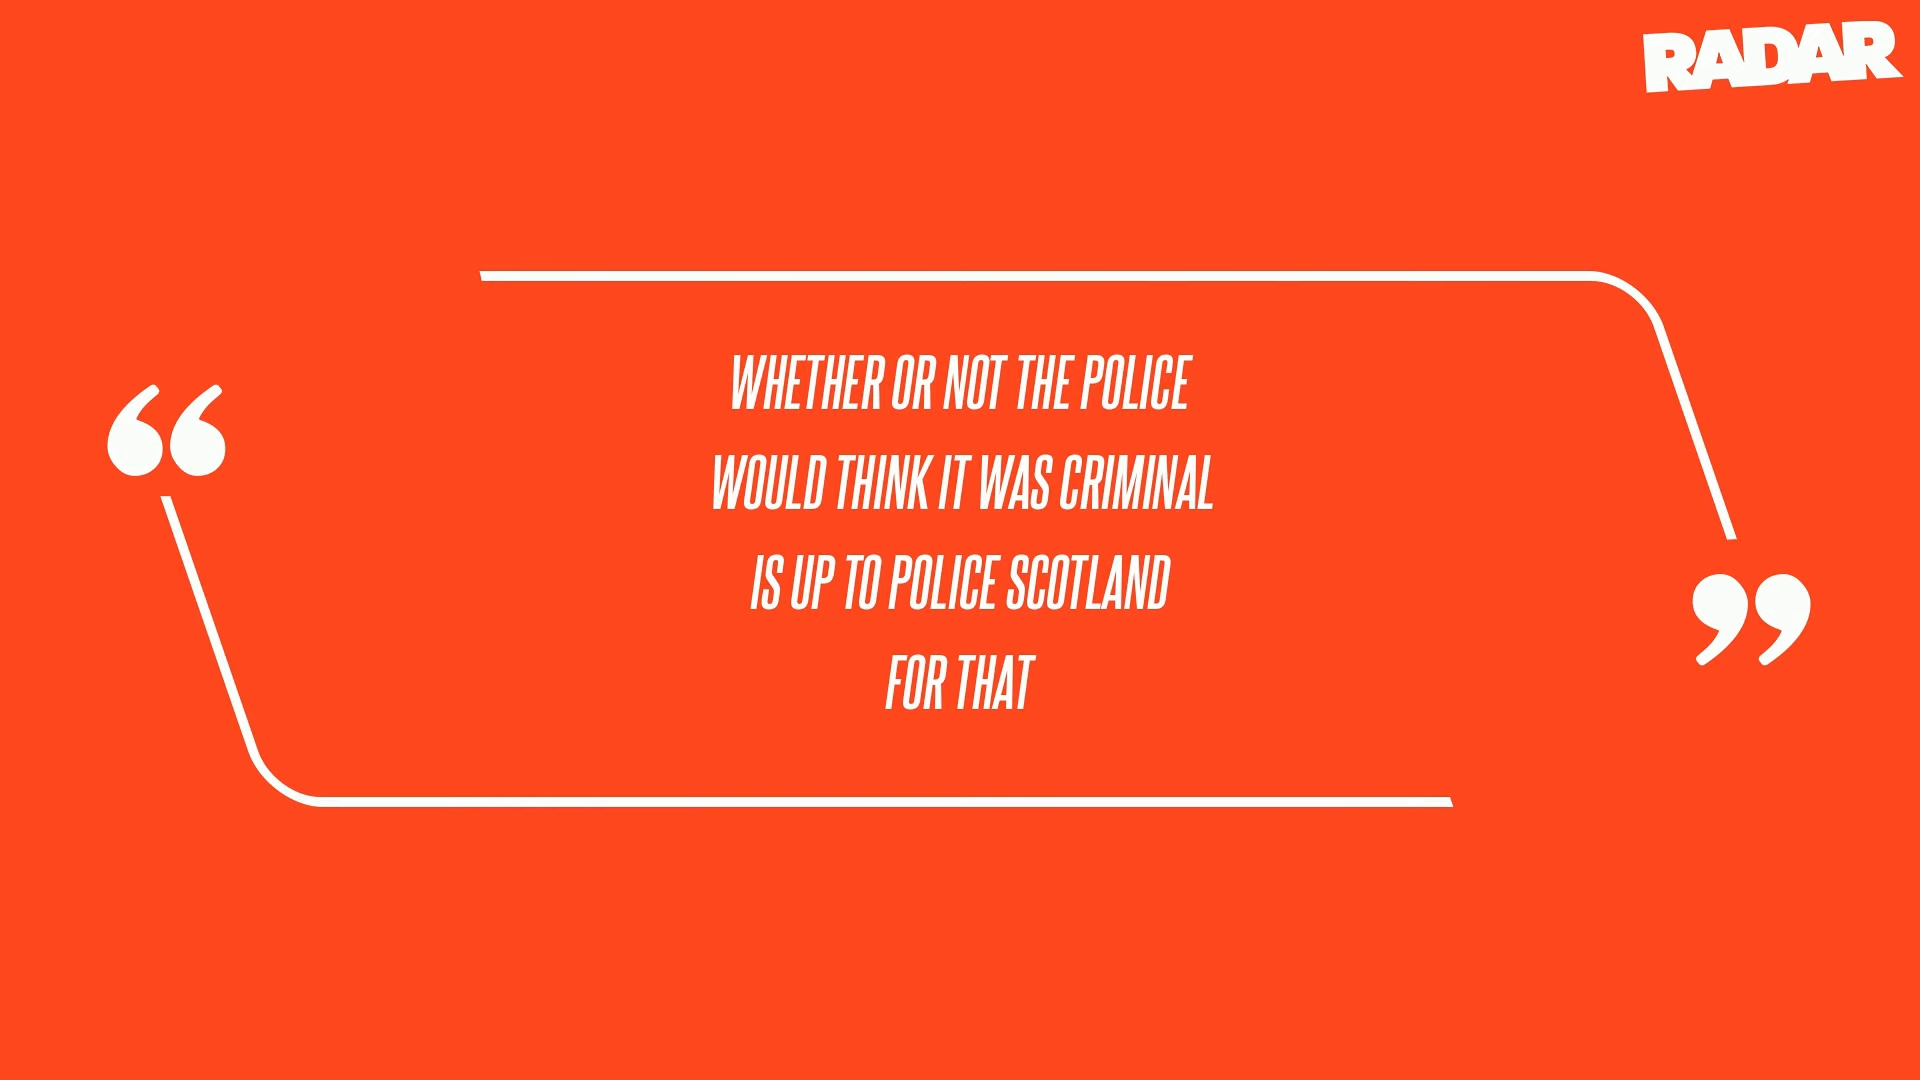 RADAR
WHETHER OR NOT THE POLICE
WOULD THINK IT WAS CRIMINAL
IS UP TO POLICE SCOTLAND
FOR THAT